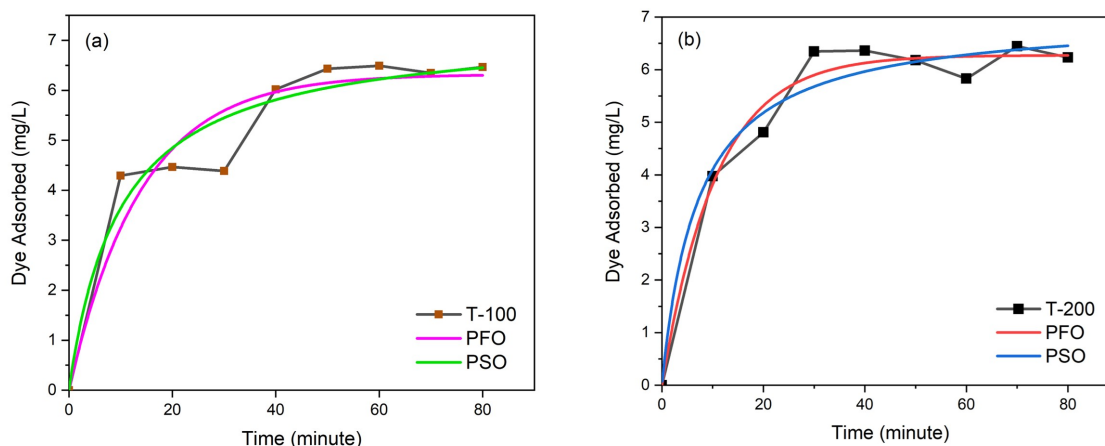 (a)
Dye Adsorbed (mg/L)
7
6
5
4
3
2
1
0
0 20 40 60 80
Time (minute)
T-100
PFO
PSO
(b)
Dye Adsorbed (mg/L)
7
6
5
4
3
2
1
0
0 20 40 60 80
Time (minute)
T-200
PFO
PSO